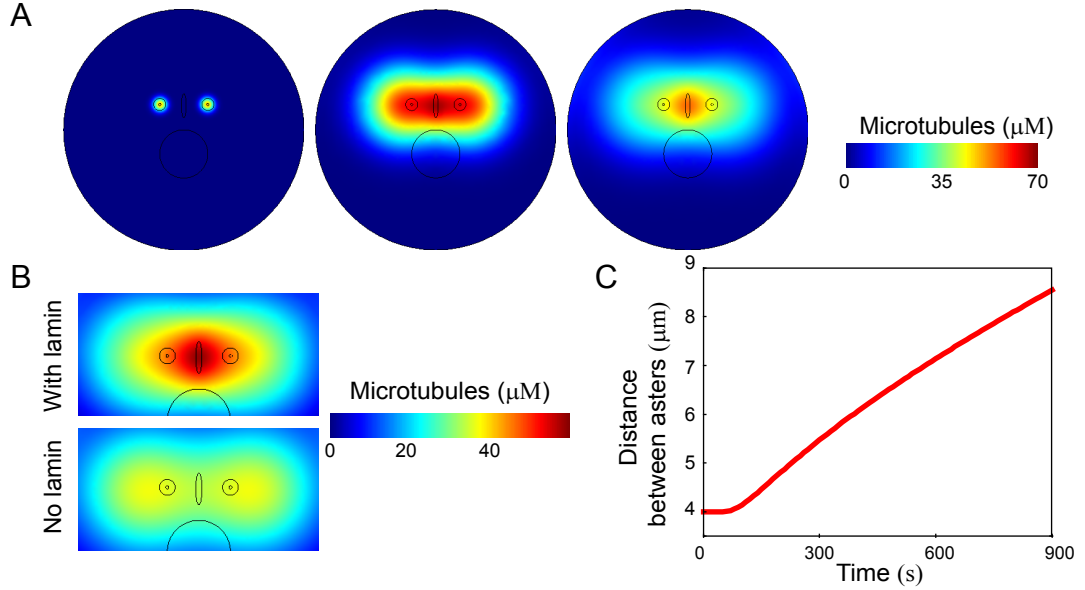 A
Microtubules (μM)
0 35 70
B
With lamin
No lamin
Microtubules (μM)
0 20 40
C
Distance
between asters (μm)
9
8
7
6
5
4
0 300 600 900
Time (s)